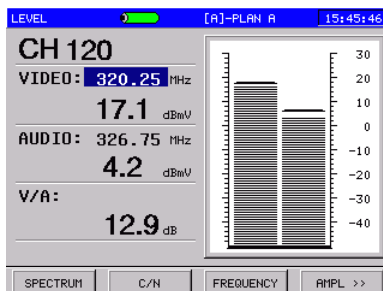 LEVEL [A]-PLAN A 15:45:46
CH 120
VIDEO: 320.25 MHz
17.1 dBmV
AUDIO: 326.75 MHz
4.2 dBmV
V/A:
12.9 dB
30
20
10
0
-10
-20
-30
-40
SPECTRUM C/N FREQUENCY AMPL >>